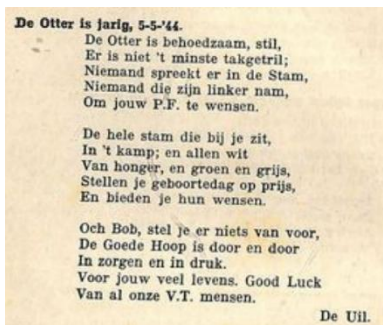 De Otter is jarig, 5-5-'44.
De Otter is behoedzaam, stil,
Er is niet 't minste takgetril;
Niemand spreekt er in de Stam,
Niemand die zijn linker nam,
Om jouw P.F. te wensen.
De hele stam die bij je zit,
In 't kamp; en allen wit
Van honger, en groen en grijs,
Stellen je geboortedag op prijs,
En bieden je hun wensen.
Och Bob, stel je er niets van voor,
De Goede Hoop is door en door
In zorgen en in druk.
Voor jouw veel levens. Good Luck
Van al onze V.T. mensen.
De Uil.